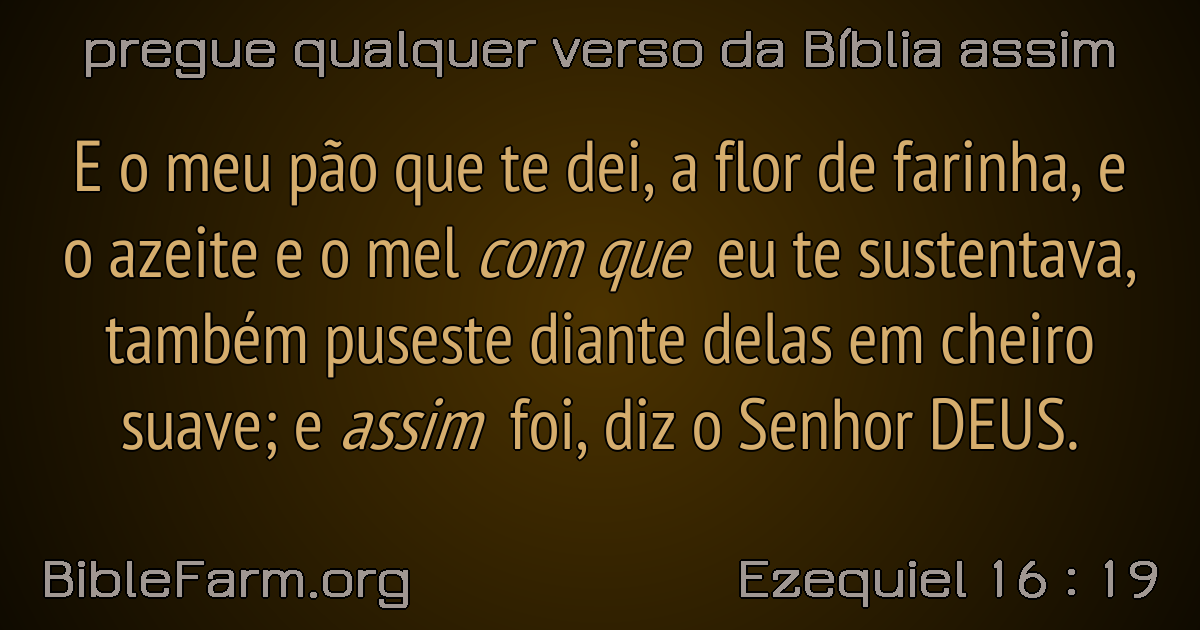 pregue qualquer verso da Bíblia assim
E o meu pão que te dei, a flor de farinha, e
o azeite e o mel com que eu te sustentava,
também puseste diante delas em cheiro
suave; e assim foi, diz o Senhor DEUS.
BibleFarm.org
Ezequiel 16 : 19